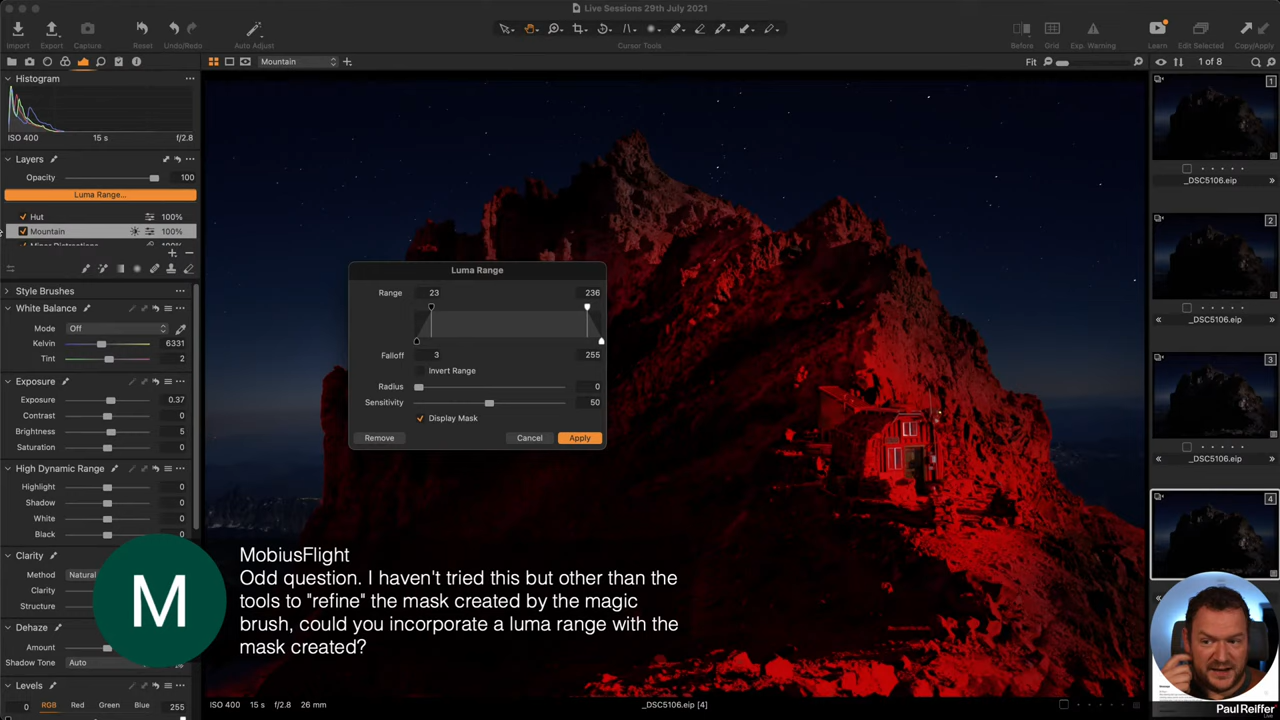 Live Sessions 29th July 2021
Import
Export
Capture
Reset
Undo/Redo
Auto Adjust
Cursor Tools
Before
Grid
Exp. Warning
Learn
Edit Selected
Copy/Apply
Mountain
Fit
1 of 8
Histogram
ISO 400
15 s
f/2.8
Layers
Opacity
100
Luma Range...
Hut
100%
Mountain
100%
Minor Distractions
100%
Style Brushes
White Balance
Mode
Off
Kelvin
6331
Tint
2
Exposure
Exposure
0.37
Contrast
0
Brightness
5
Saturation
0
High Dynamic Range
Highlight
0
Shadow
0
White
0
Black
0
Clarity
Method
Natural
Clarity
Structure
Dehaze
Amount
Shadow Tone
Auto
Levels
RGB
Red
Green
Blue
0
255
Luma Range
Range
23
236
Falloff
3
255
Invert Range
Radius
0
Sensitivity
50
Display Mask
Remove
Cancel
Apply
M
MobiusFlight
Odd question. I haven't tried this but other than the
tools to "refine" the mask created by the magic
brush, could you incorporate a luma range with the
mask created?
ISO 400
15 s
f/2.8
26 mm
_DSC5106.eip [4]
1
_DSC5106.eip
2
_DSC5106.eip
3
_DSC5106.eip
4
Paul Reiffer
Live